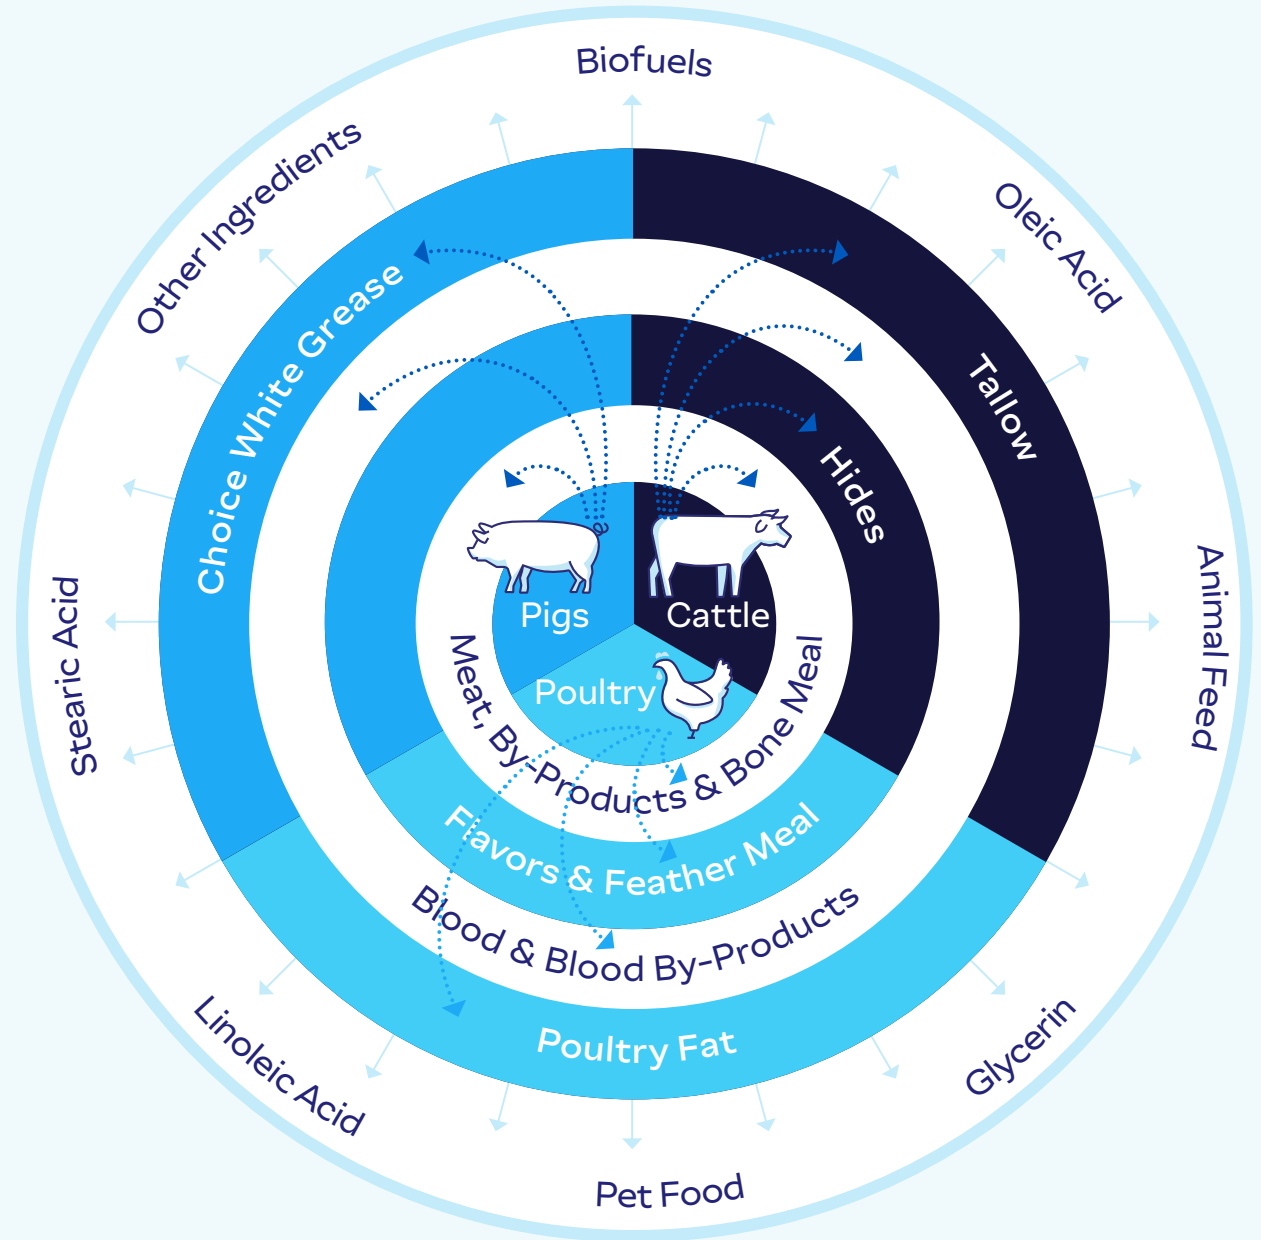 Biofuels
Other Ingredients
Oleic Acid
Choice White Grease
Tallow
Hides
Stearic Acid
Animal Feed
Pigs
Cattle
Poultry
Meat, By-Products & Bone Meal
Flavors & Feather Meal
Blood & Blood By-Products
Poultry Fat
Linoleic Acid
Glycerin
Pet Food